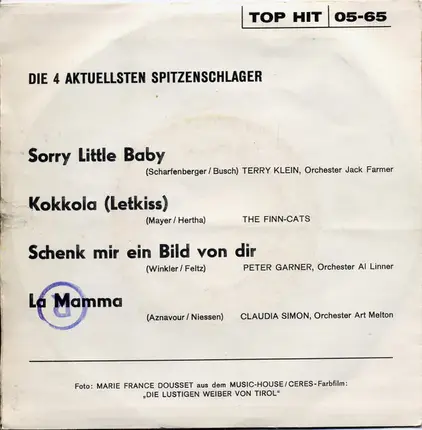 TOP HIT 05-65
DIE 4 AKTUELLSTEN SPITZENSCHLAGER
Sorry Little Baby
(Scharfenberger/Busch) TERRY KLEIN, Orchester Jack Farmer
Kokkola (Letkiss)
(Mayer/Hertha) THE FINN-CATS
Schenk mir ein Bild von dir
(Winkler/Feltz) PETER GARNER, Orchester Al Linner
La Mamma
R
(Aznavour/Niessen) CLAUDIA SIMON, Orchester Art Melton
Foto: MARIE FRANCE DOUSSET aus dem MUSIC-HOUSE/CERES-Farbfilm:
„DIE LUSTIGEN WEIBER VON TIROL“